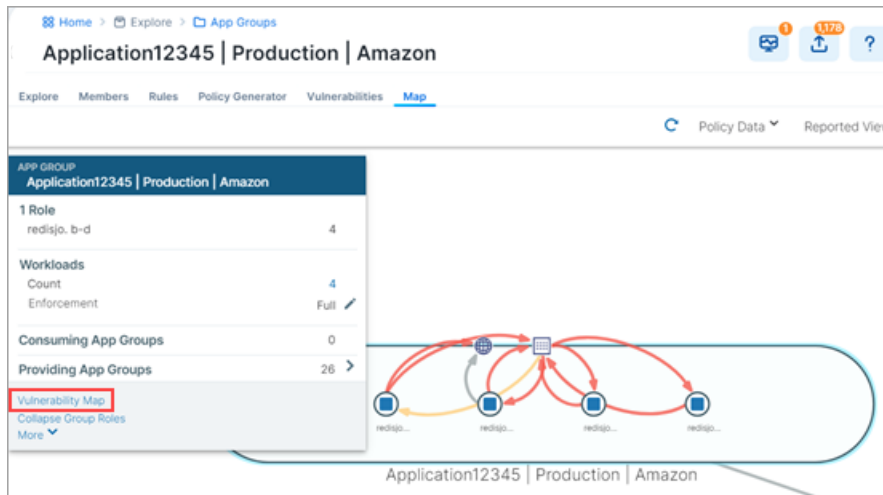 Home > Explore > App Groups
Application12345 | Production | Amazon
1
1,178
?
Explore Members Rules Policy Generator Vulnerabilities Map
Policy Data Reported Vie
APP GROUP
Application12345 | Production | Amazon
1 Role
redisjo. b-d 4
Workloads
Count 4
Enforcement Full
Consuming App Groups 0
Providing App Groups 26 >
Vulnerability Map
Collapse Group Roles
More
redisjo... redisjo... redisjo... redisjo...
Application12345 | Production | Amazon